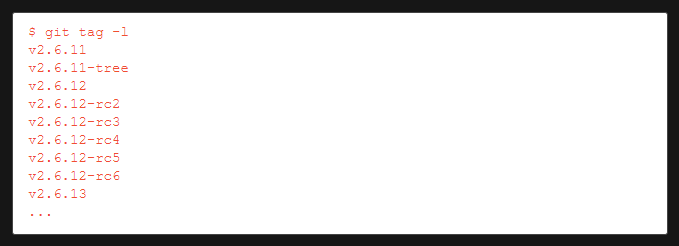 $ git tag -l
v2.6.11
v2.6.11-tree
v2.6.12
v2.6.12-rc2
v2.6.12-rc3
v2.6.12-rc4
v2.6.12-rc5
v2.6.12-rc6
v2.6.13
...